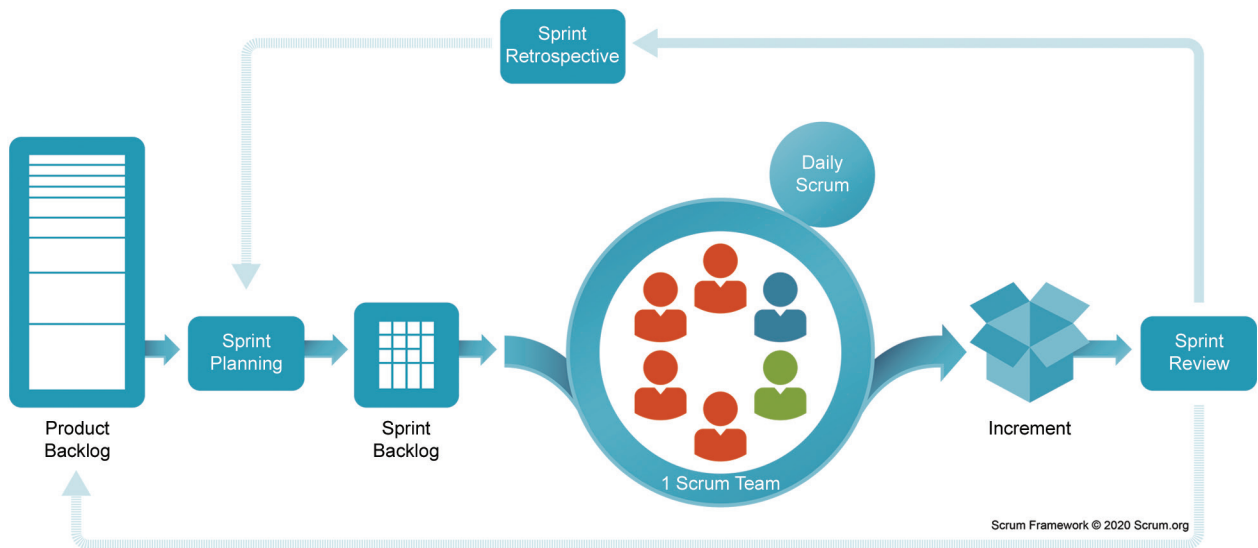 Sprint
Retrospective
Daily
Scrum
Sprint
Planning
Sprint
Review
Product
Backlog
Sprint
Backlog
Increment
1 Scrum Team
Scrum Framework © 2020 Scrum.org